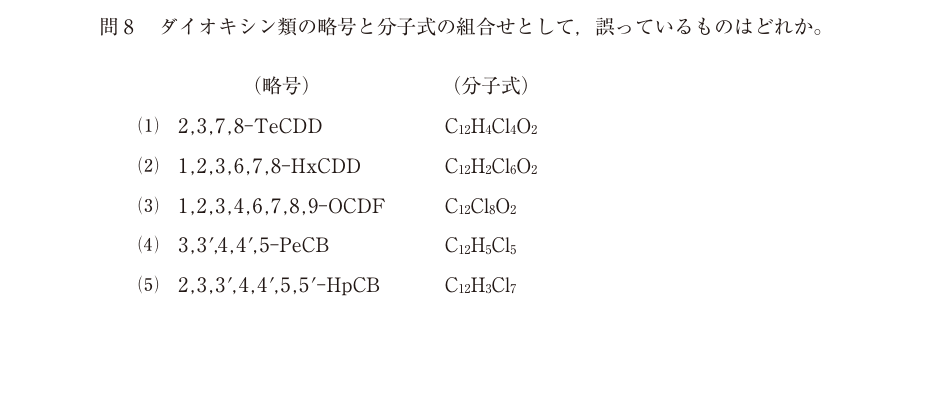 問8　ダイオキシン類の略号と分子式の組合せとして，誤っているものはどれか。
（略号）　（分子式）
⑴　2,3,7,8−TeCDD　C₁₂H₄Cl₄O₂
⑵　1,2,3,6,7,8−HxCDD　C₁₂H₂Cl₆O₂
⑶　1,2,3,4,6,7,8,9−OCDF　C₁₂Cl₈O₂
⑷　3,3′,4,4′,5−PeCB　C₁₂H₅Cl₅
⑸　2,3,3′,4,4′,5,5′−HpCB　C₁₂H₃Cl₇